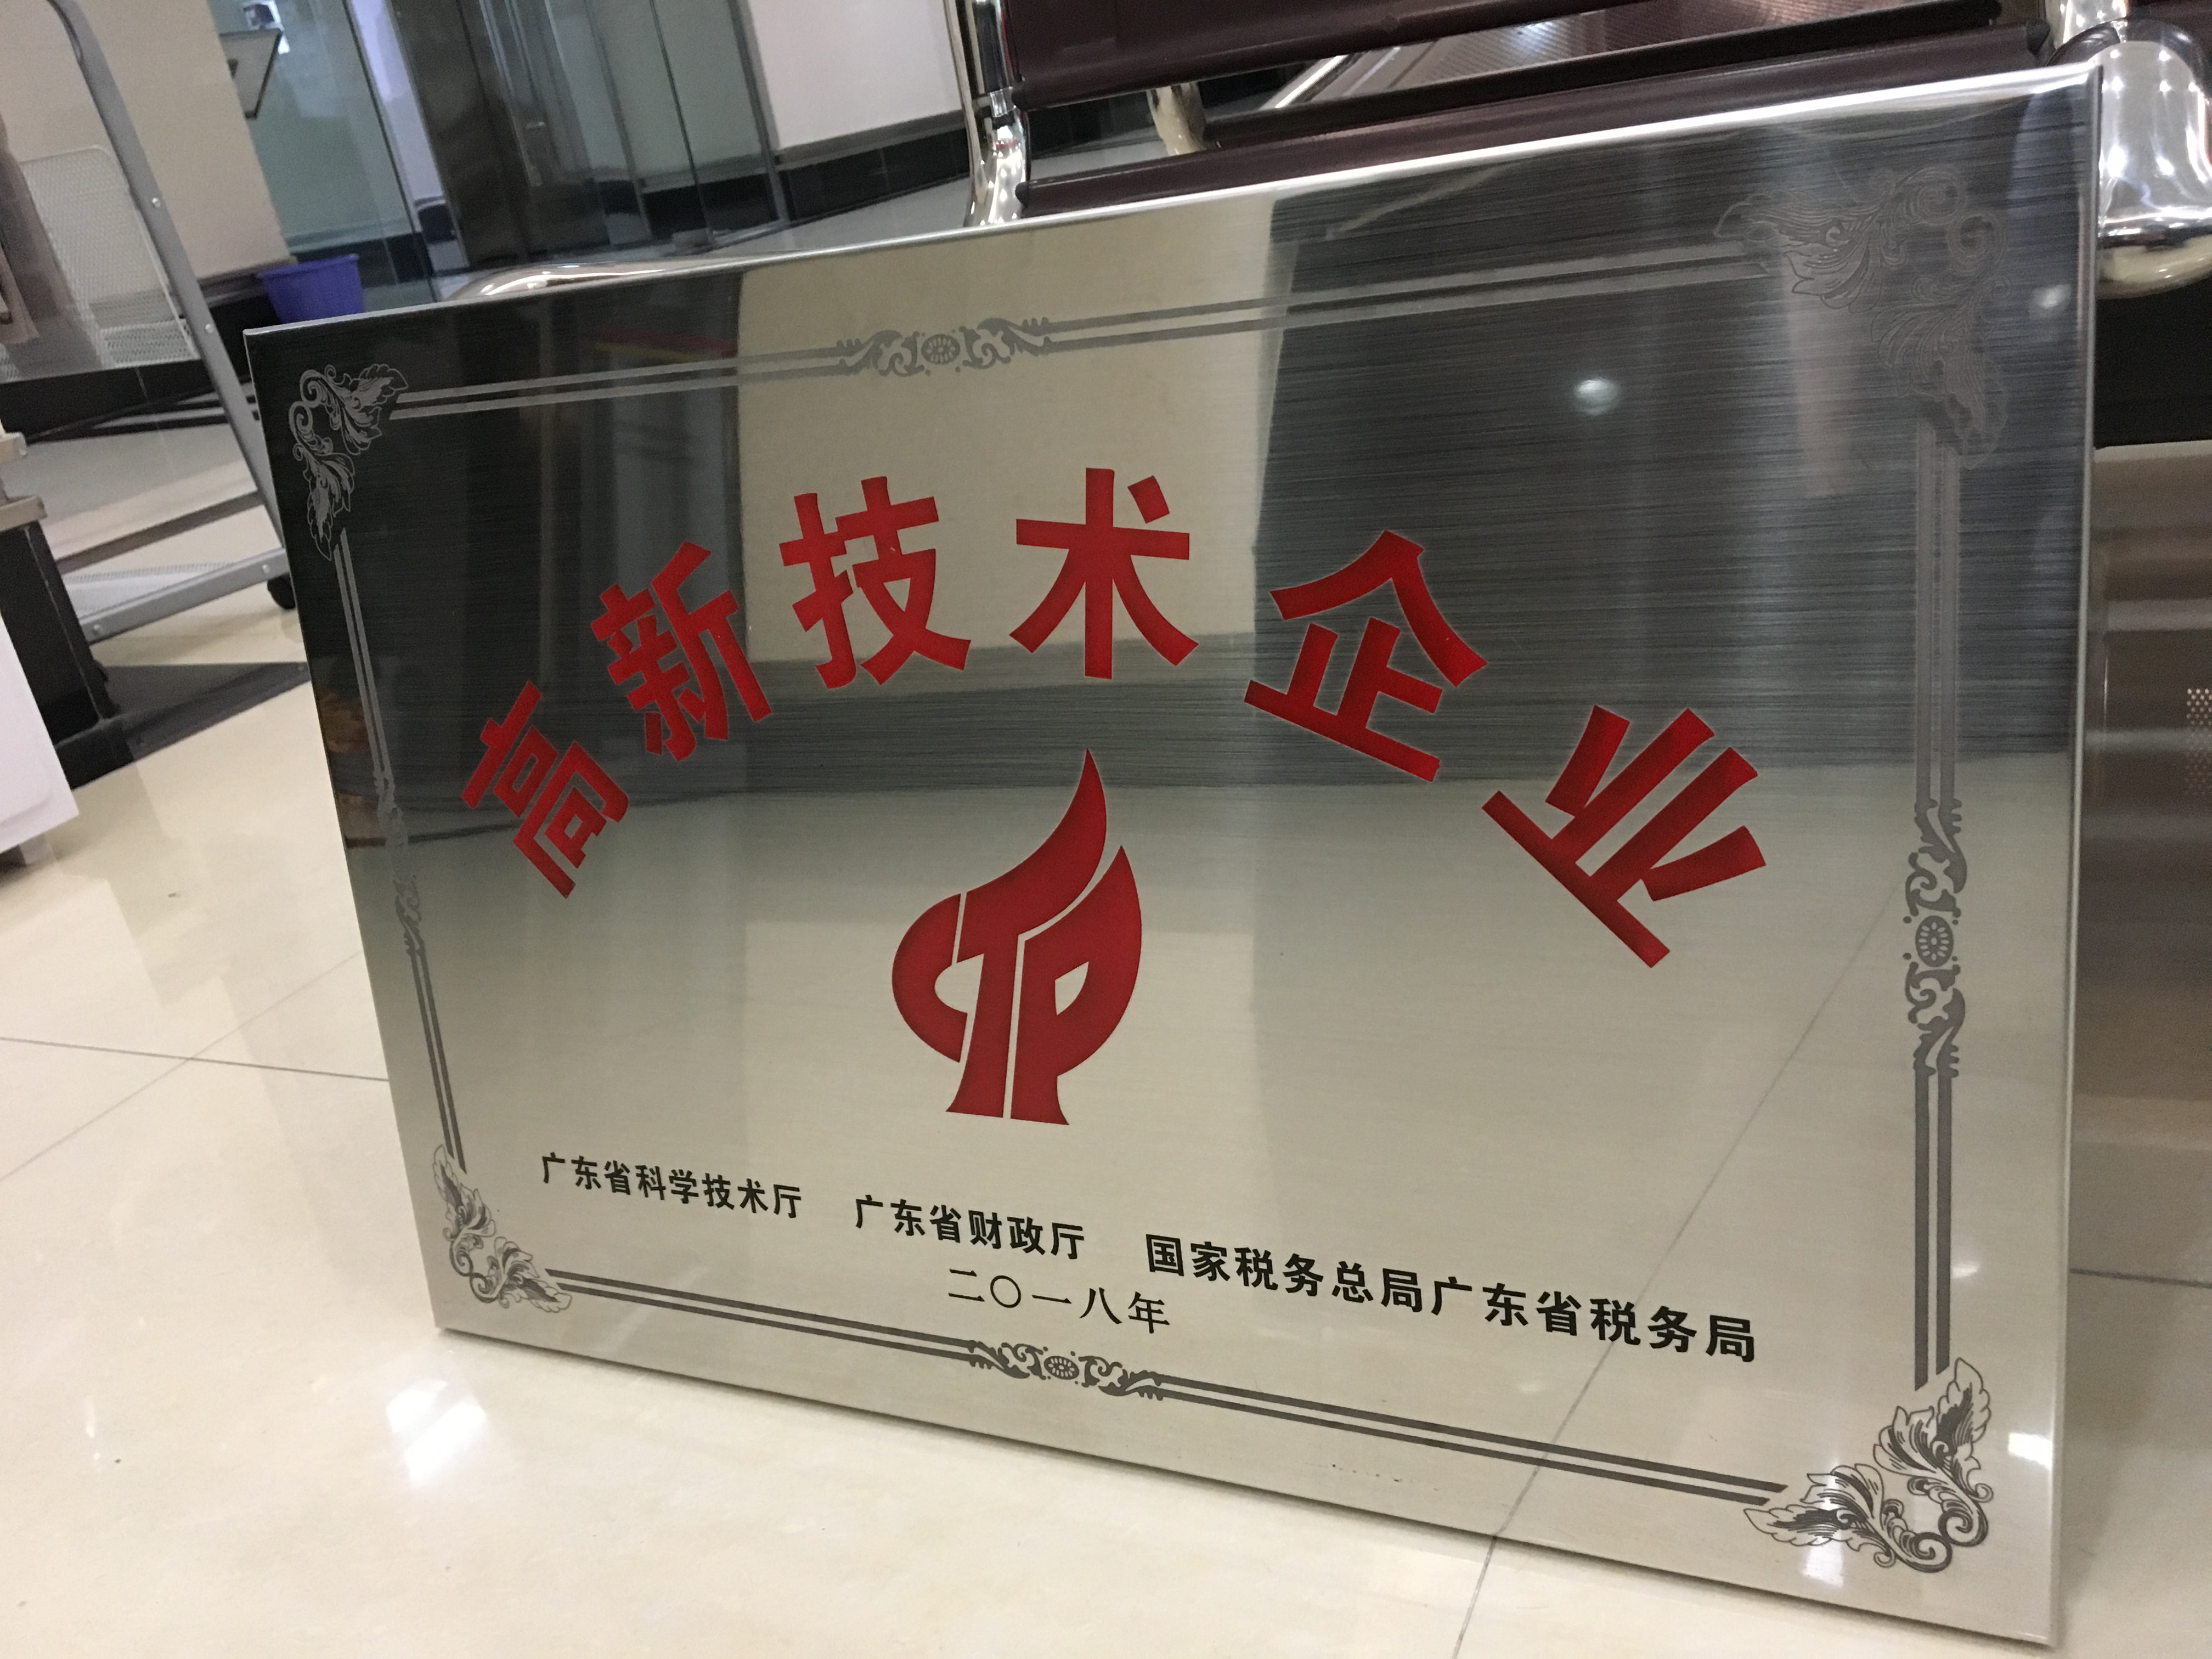 高新技术企业
广东省科学技术厅 广东省财政厅 国家税务总局广东省税务局
二〇一八年